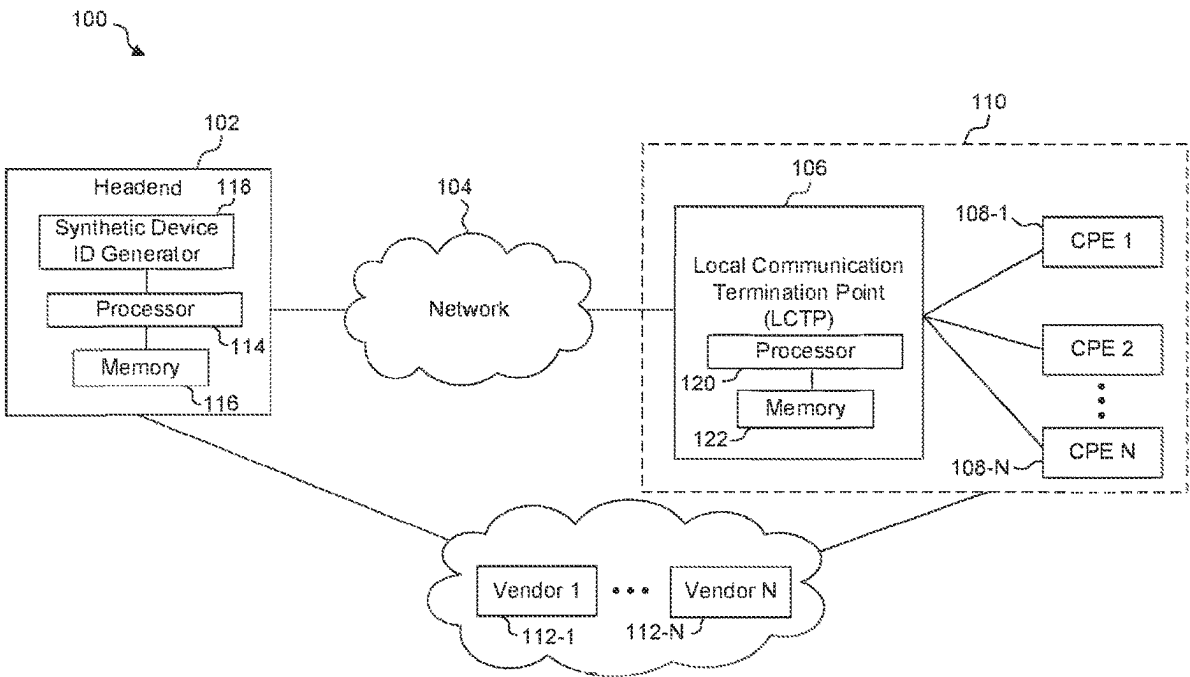 100
102
Headend
118
Synthetic Device
ID Generator
Processor
114
Memory
116
104
Network
110
106
Local Communication
Termination Point
(LCTP)
Processor
120
Memory
122
108-1
CPE 1
CPE 2
CPE N
108-N
Vendor 1
Vendor N
112-1
112-N